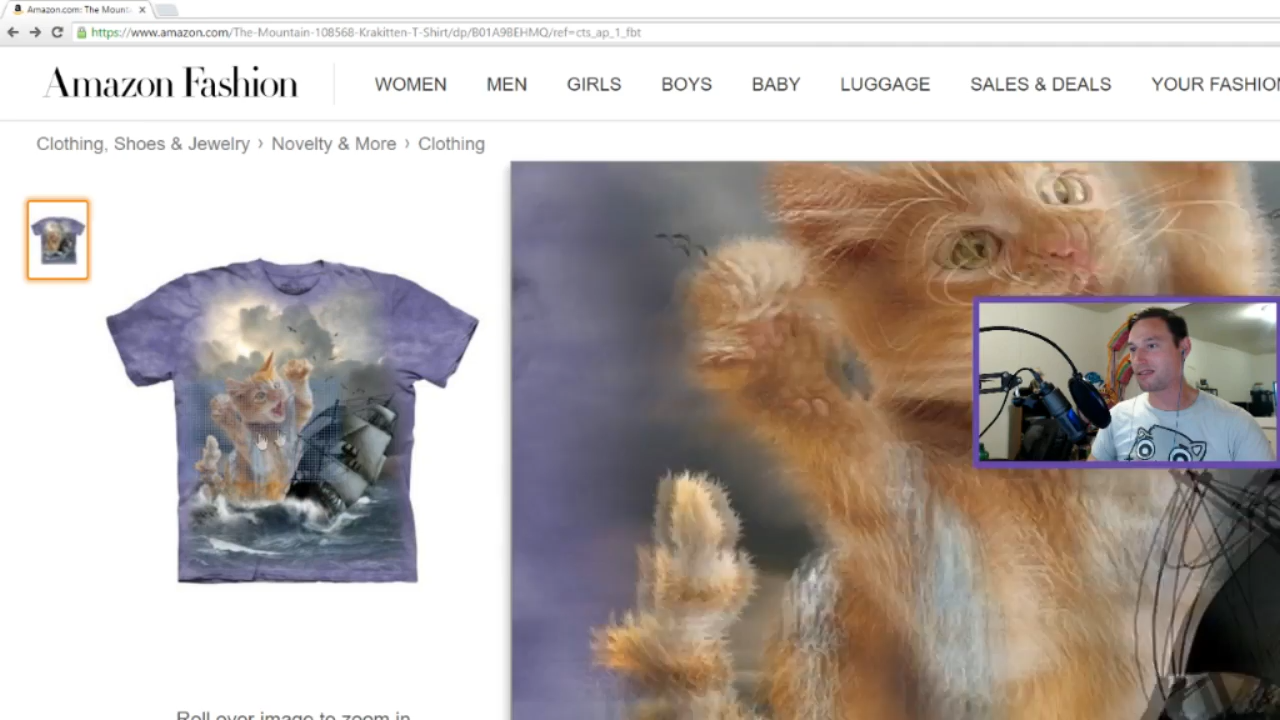 Amazon.com: The Mount
https://www.amazon.com/The-Mountain-108568-Krakitten-T-Shirt/dp/B01A9BEHMQ/ref=cts_ap_1_fbt
Amazon Fashion WOMEN MEN GIRLS BOYS BABY LUGGAGE SALES & DEALS YOUR FASHION
Clothing, Shoes & Jewelry › Novelty & More › Clothing
Roll over image to zoom in